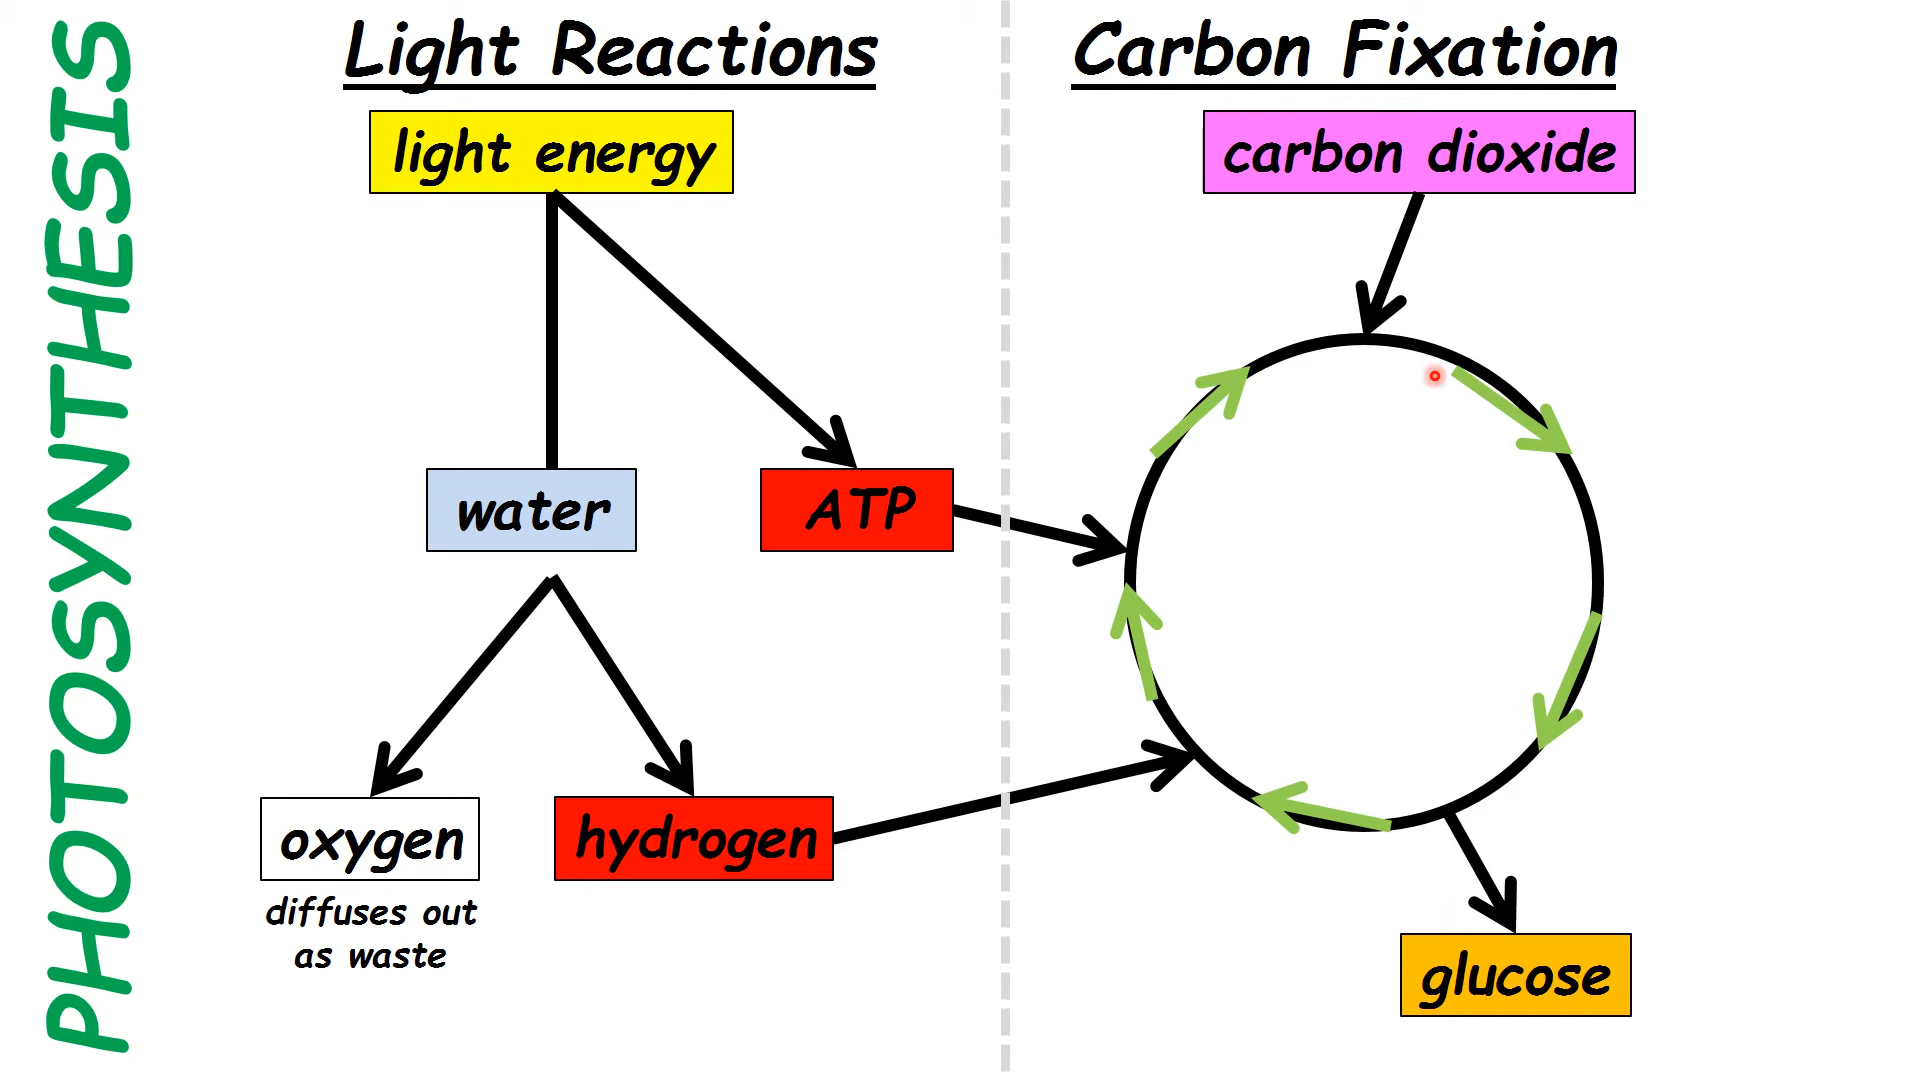 PHOTOSYNTHESIS
Light Reactions
light energy
water
ATP
oxygen
hydrogen
diffuses out
as waste
Carbon Fixation
carbon dioxide
glucose